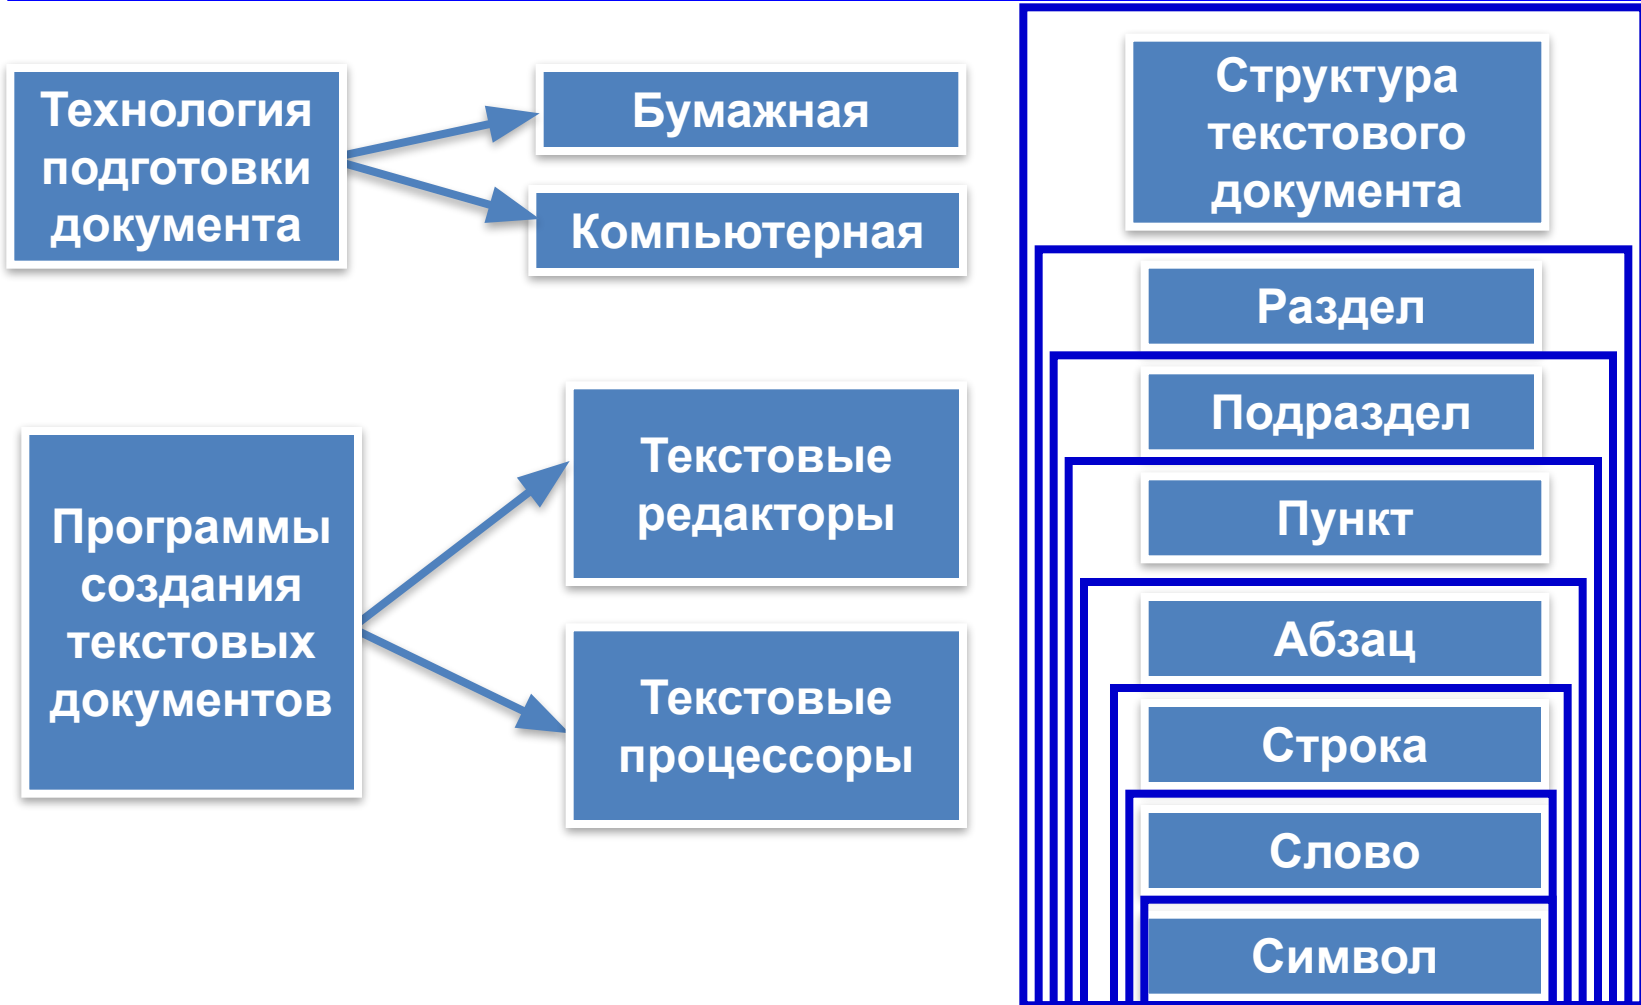 Технология
подготовки
документа
Бумажная
Компьютерная
Программы
создания
текстовых
документов
Текстовые
редакторы
Текстовые
процессоры
Структура
текстового
документа
Раздел
Подраздел
Пункт
Абзац
Строка
Слово
Символ